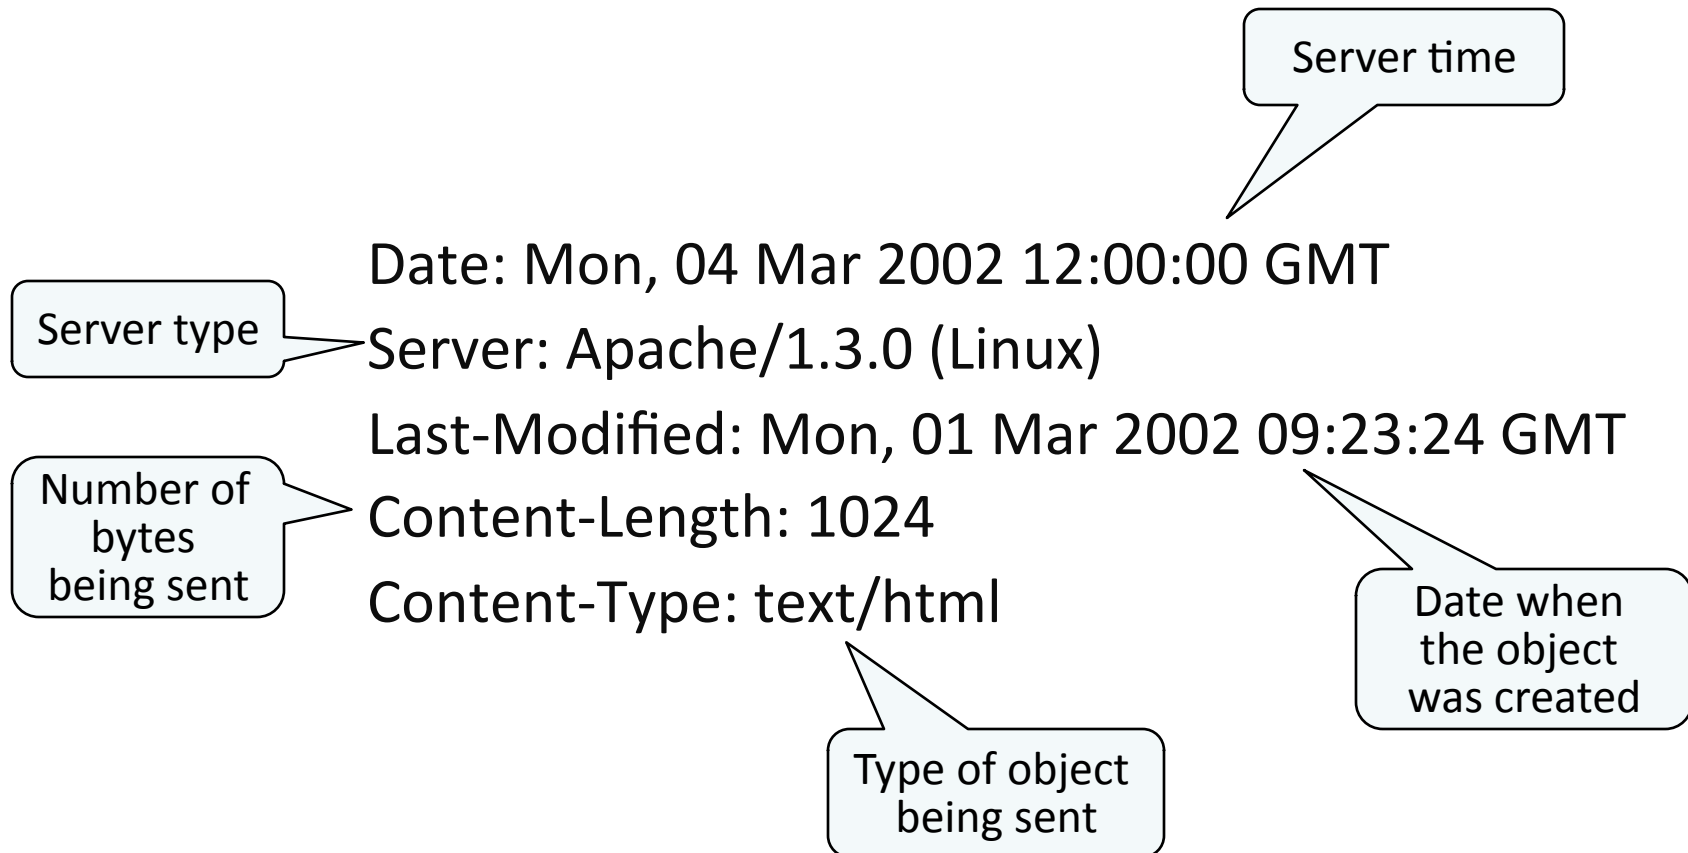 Server time
Date: Mon, 04 Mar 2002 12:00:00 GMT
Server type
Server: Apache/1.3.0 (Linux)
Last-Modified: Mon, 01 Mar 2002 09:23:24 GMT
Number of
bytes
being sent
Content-Length: 1024
Content-Type: text/html
Date when
the object
was created
Type of object
being sent